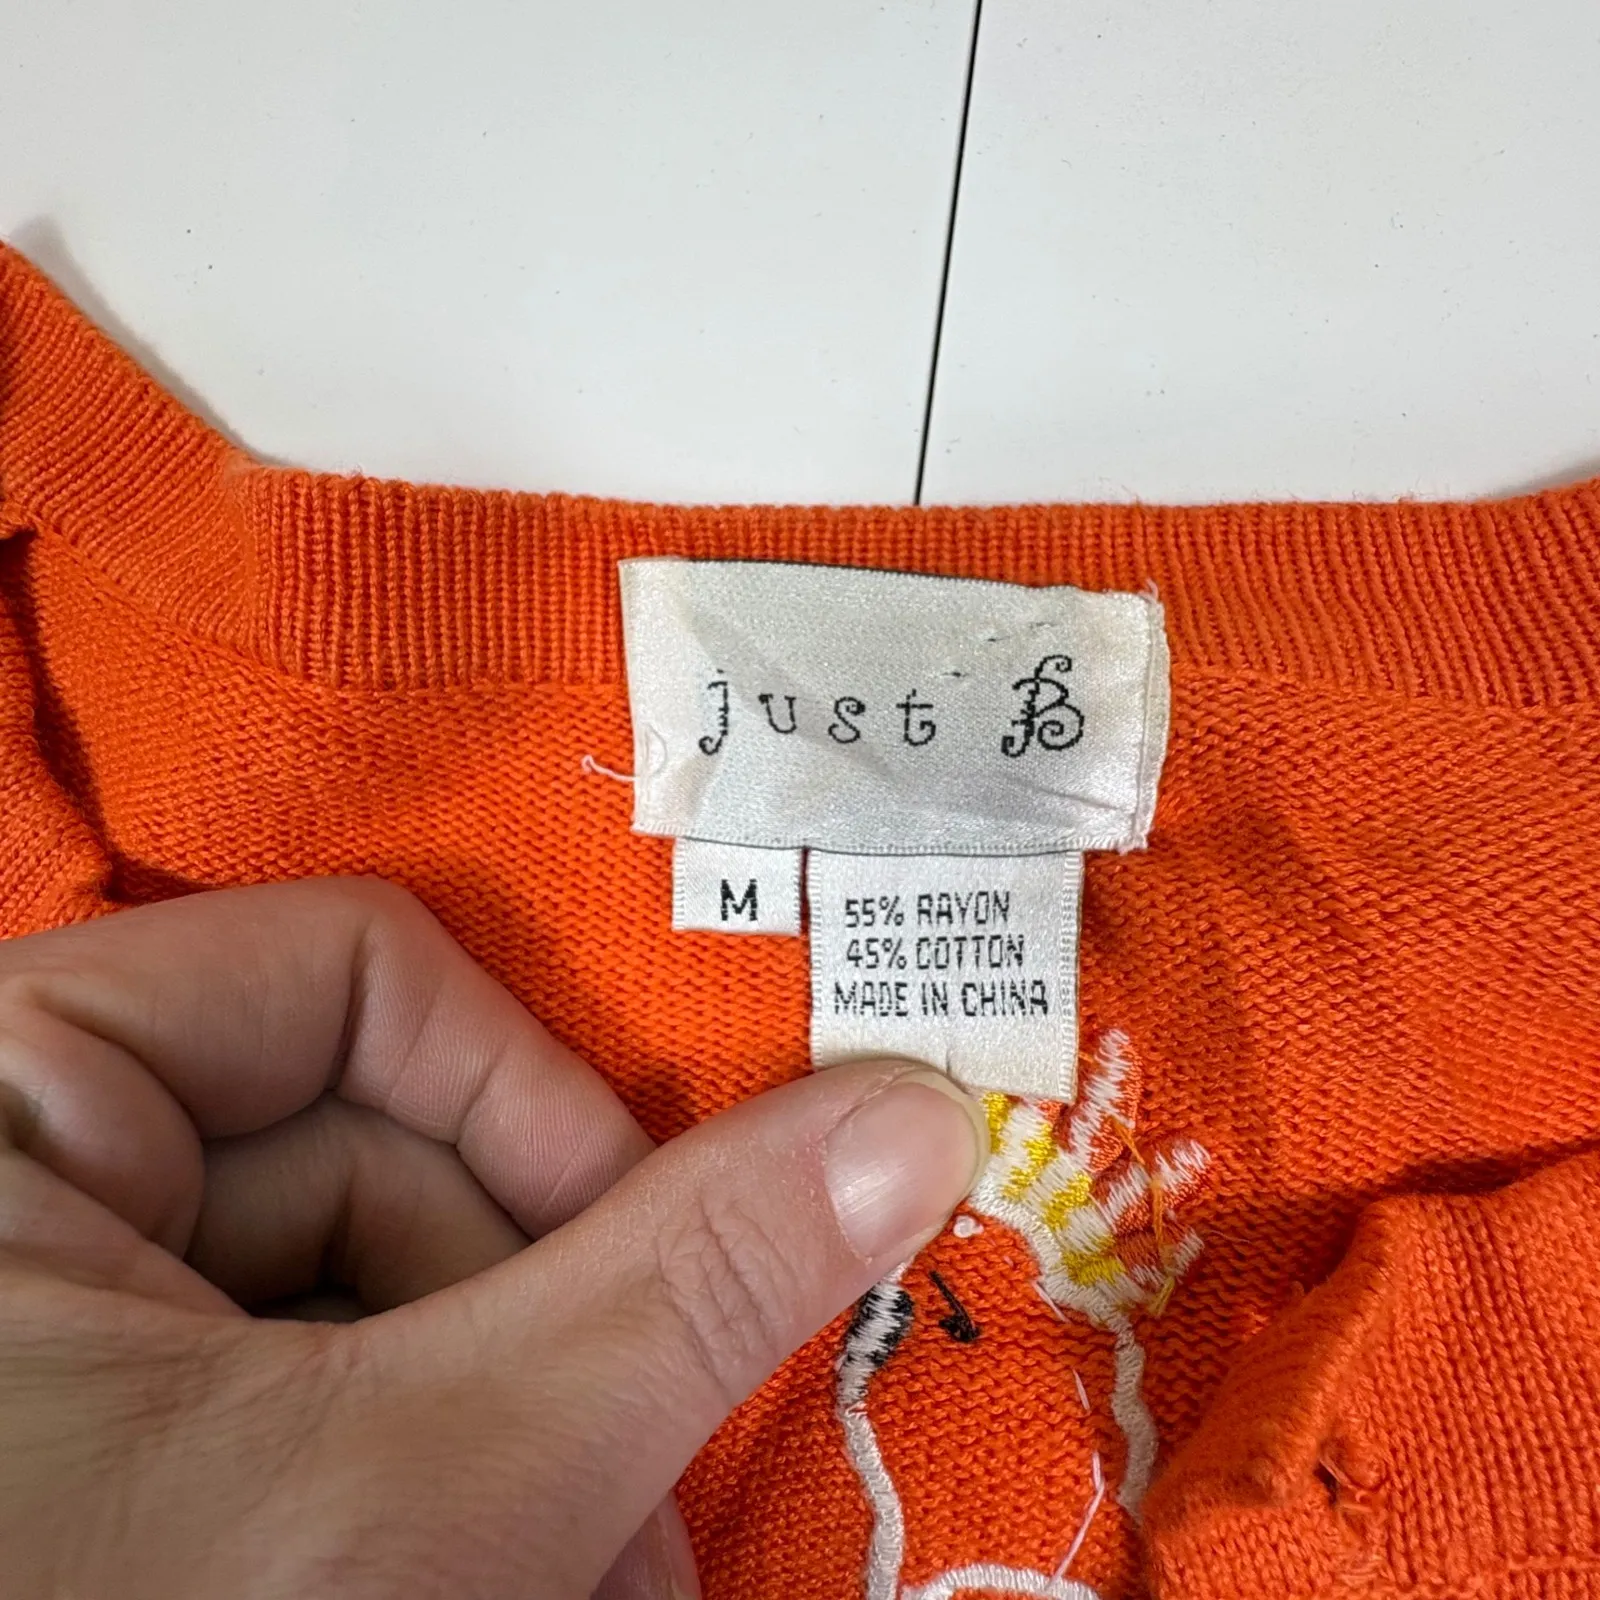 just B
M
55% RAYON
45% COTTON
MADE IN CHINA